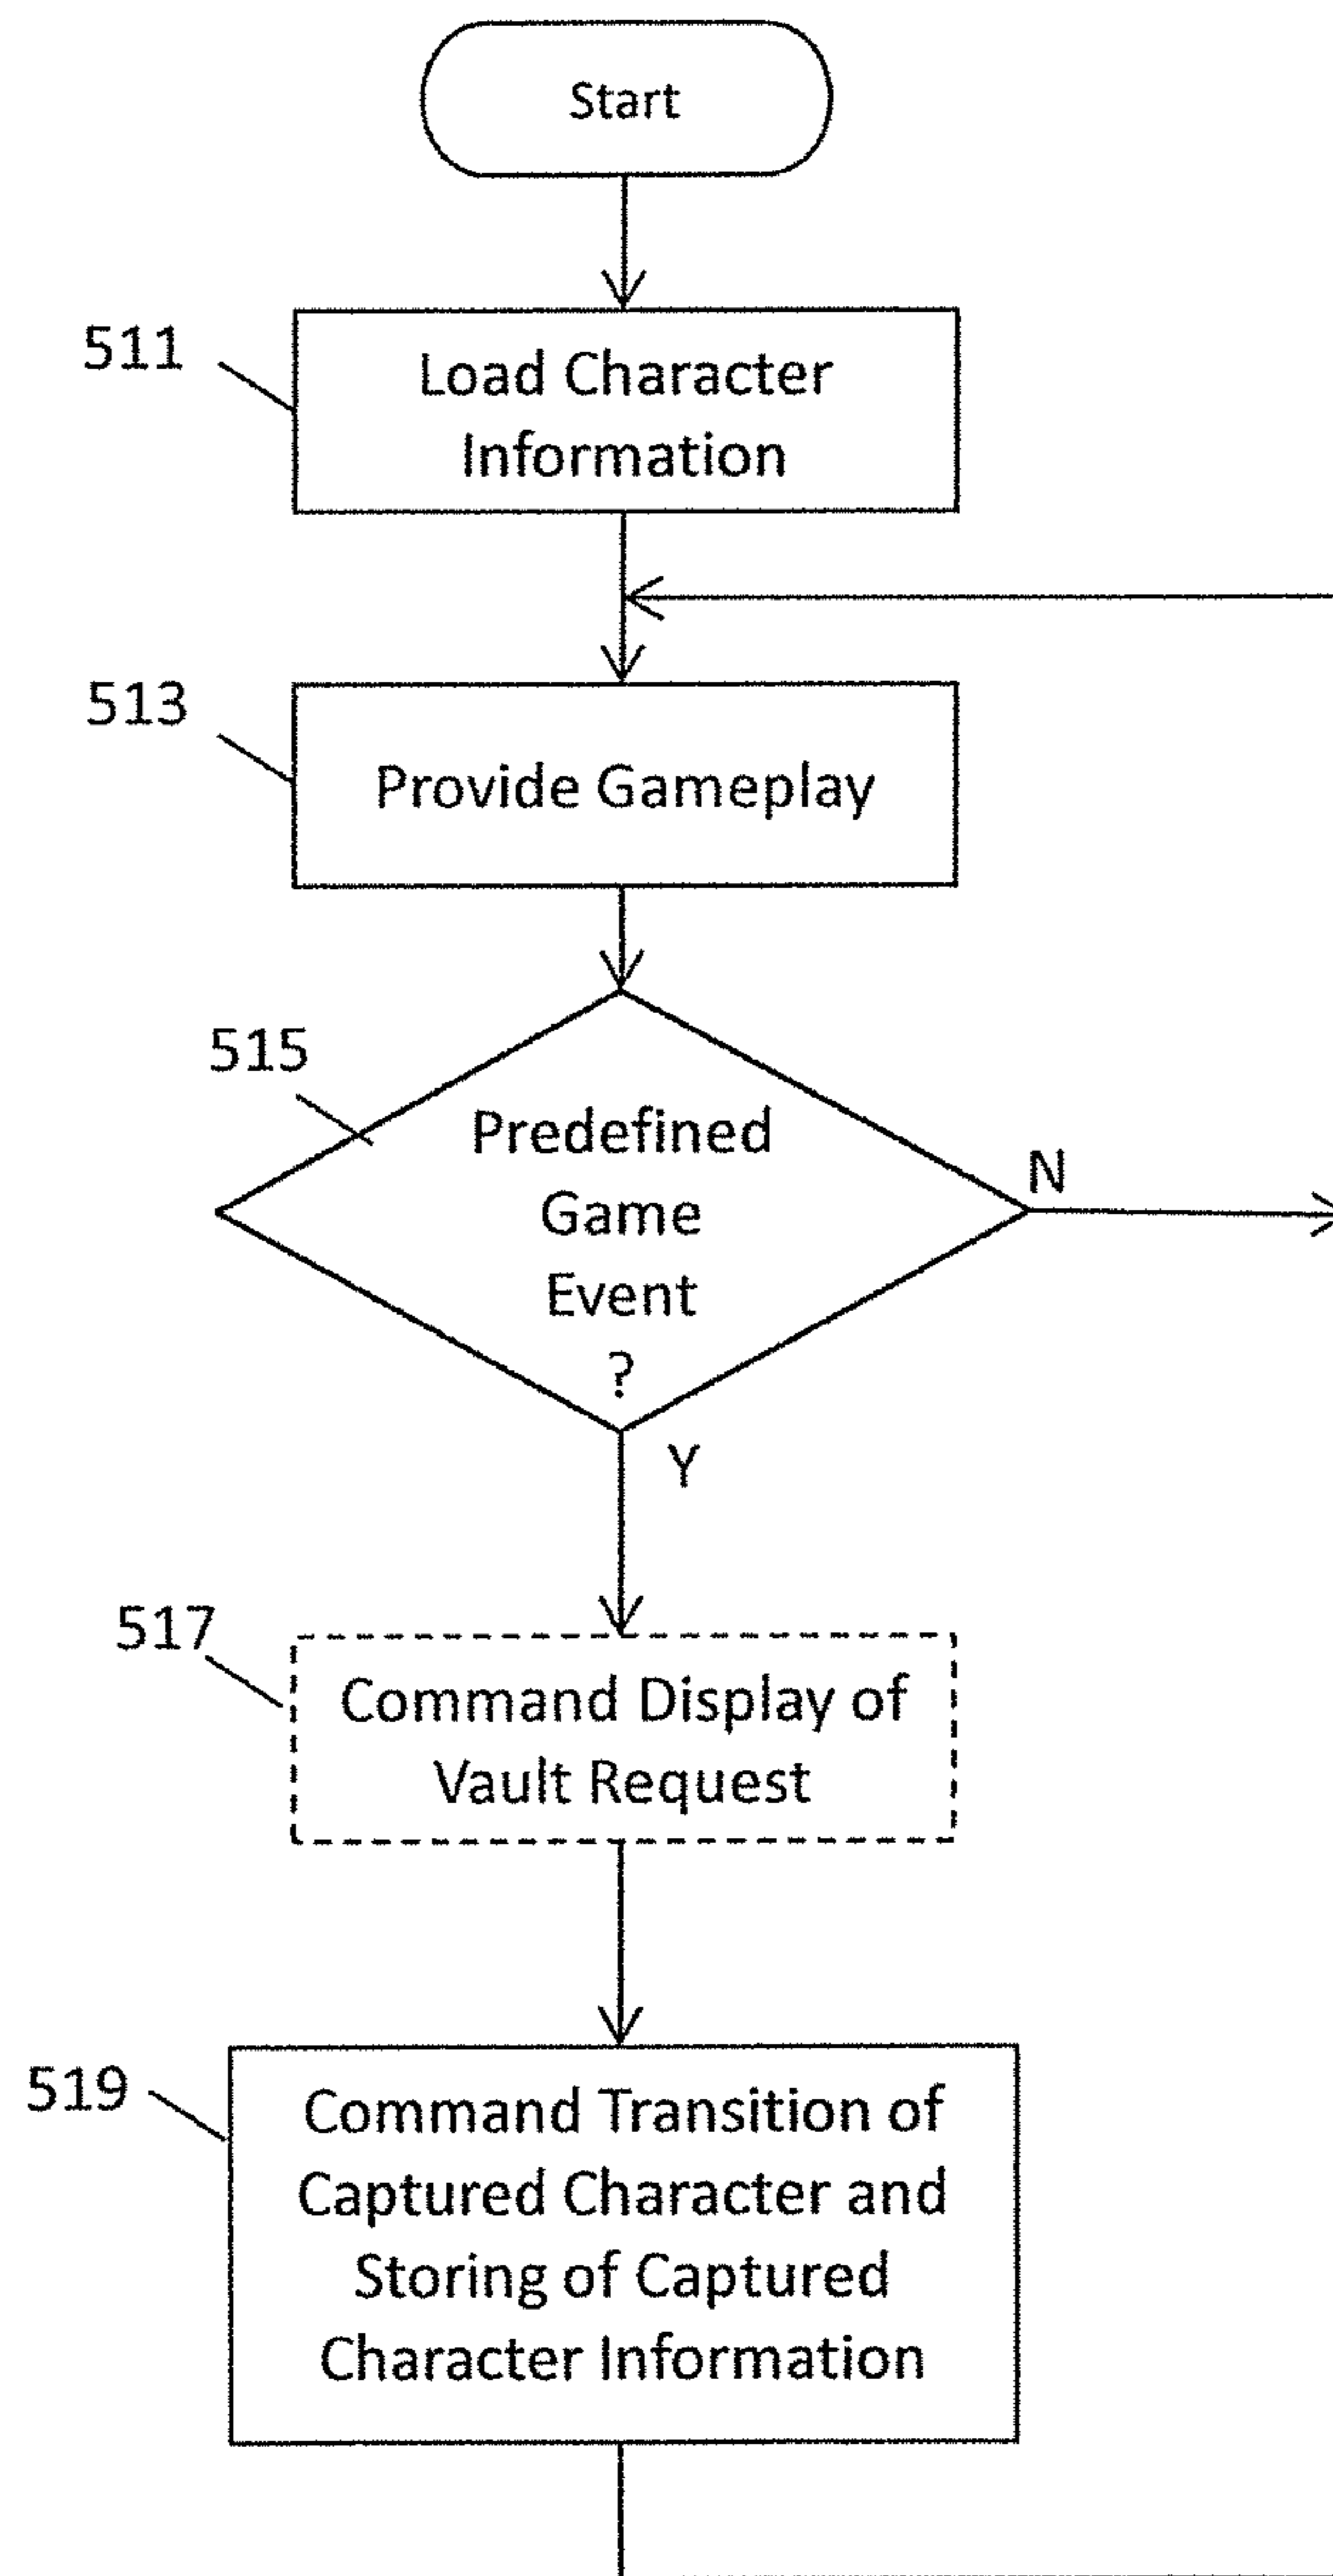 Start
511
Load Character
Information
513
Provide Gameplay
515
Predefined
Game
Event
?
N
Y
517
Command Display of
Vault Request
519
Command Transition of
Captured Character and
Storing of Captured
Character Information